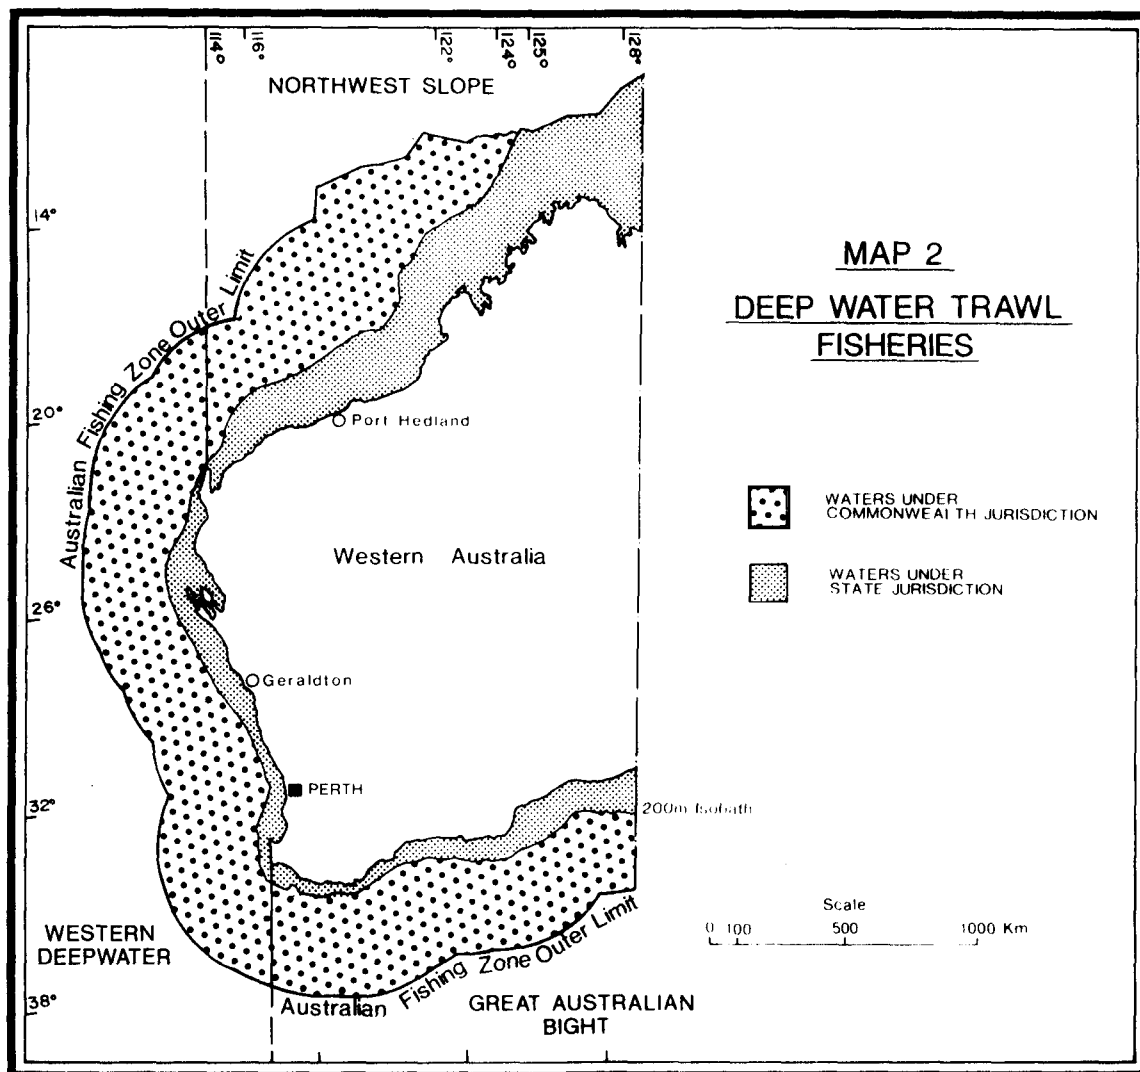 114°
116°
122°
124°
125°
128°
NORTHWEST SLOPE
14°
MAP 2
DEEP WATER TRAWL
FISHERIES
Australian Fishing Zone Outer Limit
20°
Port Hedland
WATERS UNDER
COMMONWEALTH JURISDICTION
Western Australia
WATERS UNDER
STATE JURISDICTION
26°
Geraldton
PERTH
32°
200m Isobath
Scale
0 100 500 1000 Km
WESTERN
DEEPWATER
Australian Fishing Zone Outer Limit
38°
GREAT AUSTRALIAN
BIGHT